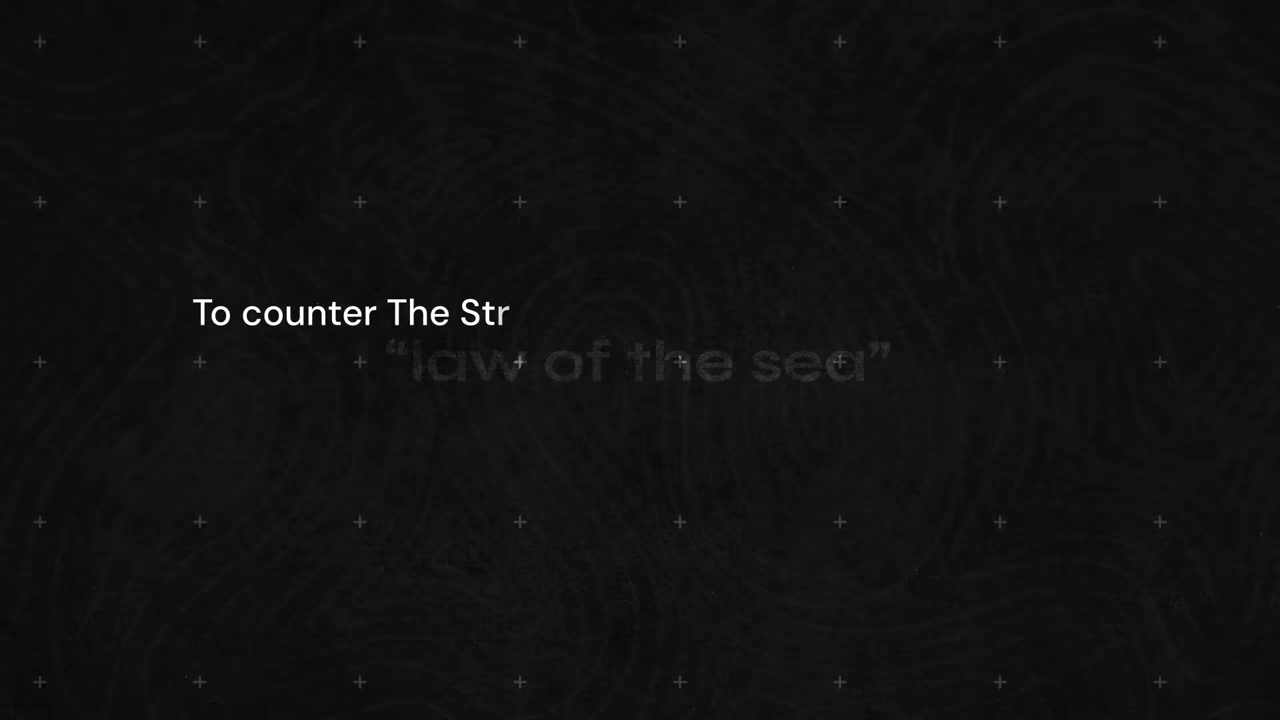 To counter The Str
“law of the sea”